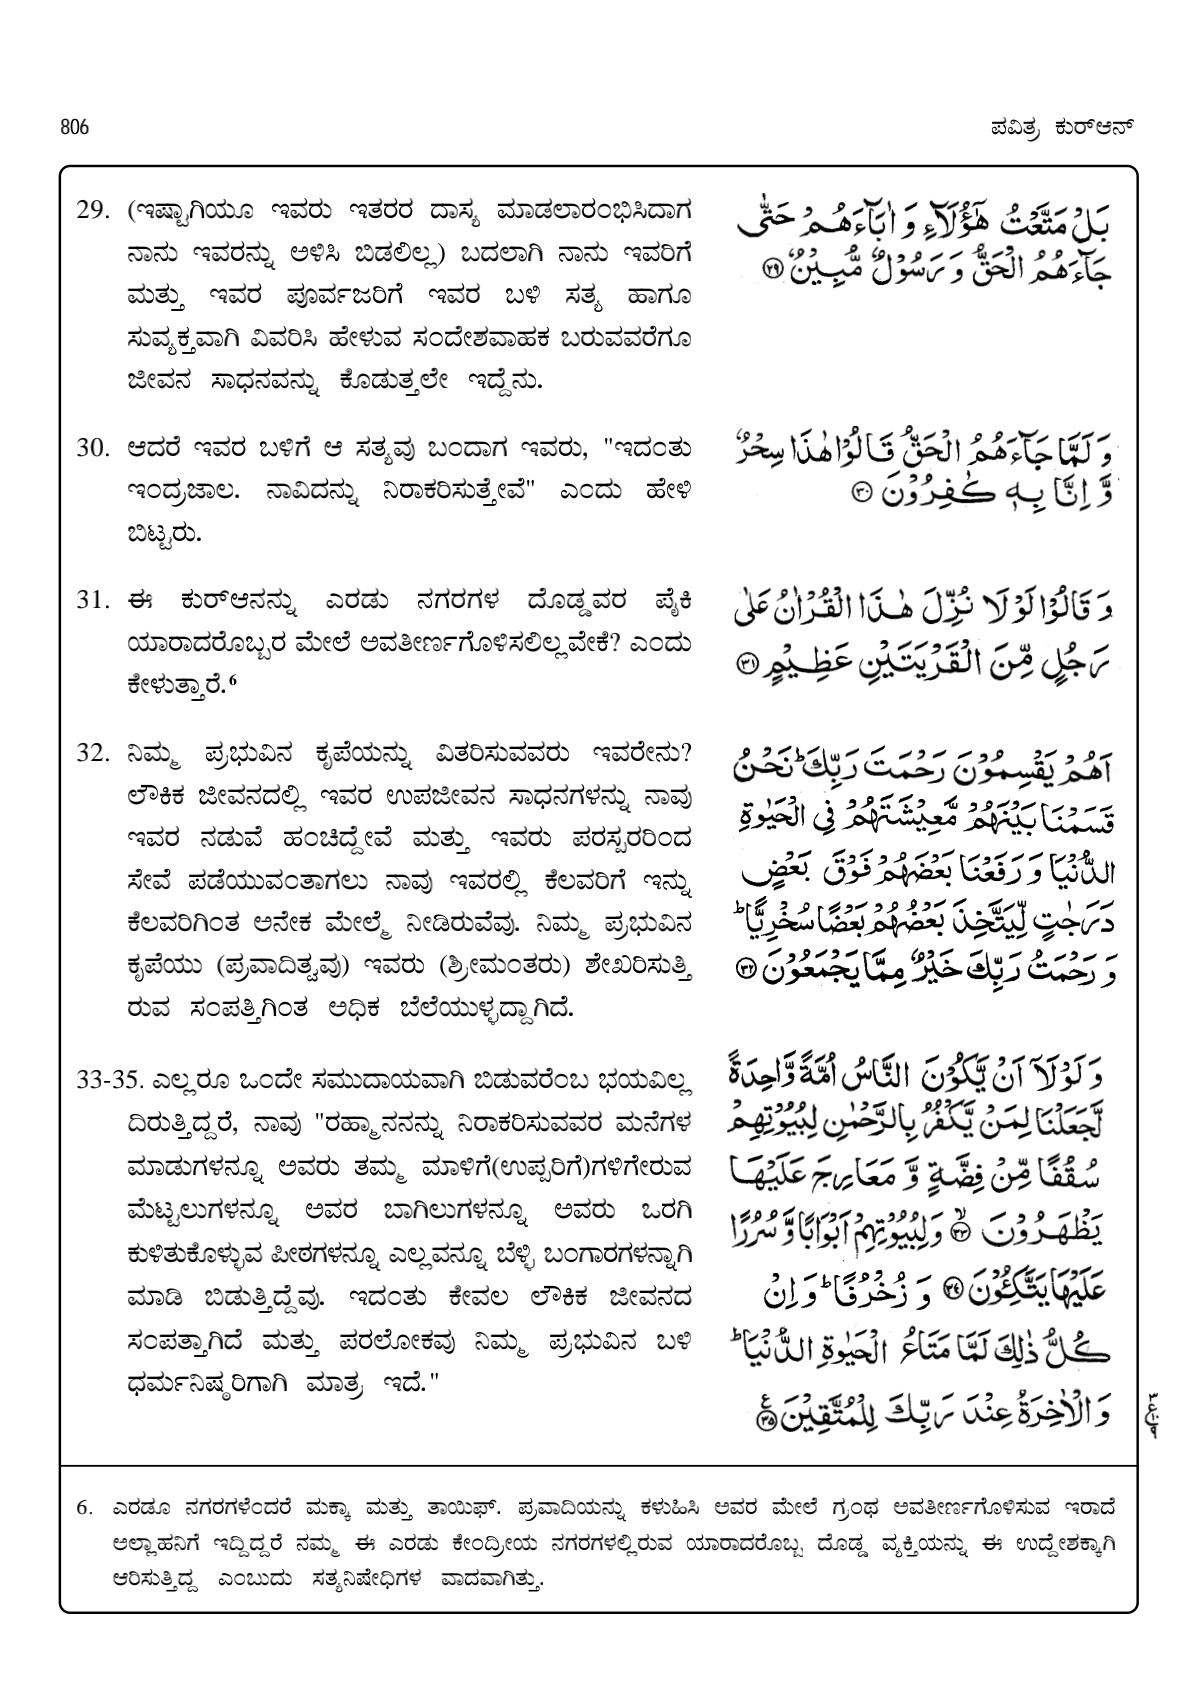 806
ಪವಿತ್ರ ಕುರ್‌ಆನ್
29. (ಇಷ್ಟಾಗಿಯೂ ಇವರು ಇತರರ ದಾಸ್ಯ ಮಾಡಲಾರಂಭಿಸಿದಾಗ
ನಾನು ಇವರನ್ನು ಅಳಿಸಿ ಬಿಡಲಿಲ್ಲ) ಬದಲಾಗಿ ನಾನು ಇವರಿಗೆ
ಮತ್ತು ಇವರ ಪೂರ್ವಜರಿಗೆ ಇವರ ಬಳಿ ಸತ್ಯ ಹಾಗೂ
ಸುವ್ಯಕ್ತವಾಗಿ ವಿವರಿಸಿ ಹೇಳುವ ಸಂದೇಶವಾಹಕ ಬರುವವರೆಗೂ
ಜೀವನ ಸಾಧನವನ್ನು ಕೊಡುತ್ತಲೇ ಇದ್ದೆನು.
بَلْ مَتَّعْتُ هٰٓؤُلَآءِ وَ اٰبَآءَهُمْ حَتّٰى
جَآءَهُمُ الْحَقُّ وَ رَسُوْلٌ مُّبِيْنٌ ﴿٢٩﴾
30. ಆದರೆ ಇವರ ಬಳಿಗೆ ಆ ಸತ್ಯವು ಬಂದಾಗ ಇವರು, "ಇದಂತು
ಇಂದ್ರಜಾಲ. ನಾವಿದನ್ನು ನಿರಾಕರಿಸುತ್ತೇವೆ" ಎಂದು ಹೇಳಿ
ಬಿಟ್ಟರು.
وَ لَمَّا جَآءَهُمُ الْحَقُّ قَالُوْا هٰذَا سِحْرٌ
وَّ اِنَّا بِهٖ كٰفِرُوْنَ ﴿٣٠﴾
31. ಈ ಕುರ್‌ಆನನ್ನು ಎರಡು ನಗರಗಳ ದೊಡ್ಡವರ ಪೈಕಿ
ಯಾರಾದರೊಬ್ಬರ ಮೇಲೆ ಅವತೀರ್ಣಗೊಳಿಸಲಿಲ್ಲವೇಕೆ? ಎಂದು
ಕೇಳುತ್ತಾರೆ.⁶
وَ قَالُوْا لَوْ لَا نُزِّلَ هٰذَا الْقُرْاٰنُ عَلٰى
رَجُلٍ مِّنَ الْقَرْيَتَيْنِ عَظِيْمٍ ﴿٣١﴾
32. ನಿಮ್ಮ ಪ್ರಭುವಿನ ಕೃಪೆಯನ್ನು ವಿತರಿಸುವವರು ಇವರೇನು?
ಲೌಕಿಕ ಜೀವನದಲ್ಲಿ ಇವರ ಉಪಜೀವನ ಸಾಧನಗಳನ್ನು ನಾವು
ಇವರ ನಡುವೆ ಹಂಚಿದ್ದೇವೆ ಮತ್ತು ಇವರು ಪರಸ್ಪರರಿಂದ
ಸೇವೆ ಪಡೆಯುವಂತಾಗಲು ನಾವು ಇವರಲ್ಲಿ ಕೆಲವರಿಗೆ ಇನ್ನು
ಕೆಲವರಿಗಿಂತ ಅನೇಕ ಮೇಲ್ಮೆ ನೀಡಿರುವೆವು. ನಿಮ್ಮ ಪ್ರಭುವಿನ
ಕೃಪೆಯು (ಪ್ರವಾದಿತ್ವವು) ಇವರು (ಶ್ರೀಮಂತರು) ಶೇಖರಿಸುತ್ತಿ
ರುವ ಸಂಪತ್ತಿಗಿಂತ ಅಧಿಕ ಬೆಲೆಯುಳ್ಳದ್ದಾಗಿದೆ.
اَهُمْ يَقْسِمُوْنَ رَحْمَتَ رَبِّكَ ؕ نَحْنُ
قَسَمْنَا بَيْنَهُمْ مَّعِيْشَتَهُمْ فِي الْحَيٰوةِ
الدُّنْيَا وَ رَفَعْنَا بَعْضَهُمْ فَوْقَ بَعْضٍ
دَرَجٰتٍ لِّيَتَّخِذَ بَعْضُهُمْ بَعْضًا سُخْرِيًّا ؕ
وَ رَحْمَتُ رَبِّكَ خَيْرٌ مِّمَّا يَجْمَعُوْنَ ﴿٣٢﴾
33-35. ಎಲ್ಲರೂ ಒಂದೇ ಸಮುದಾಯವಾಗಿ ಬಿಡುವರೆಂಬ ಭಯವಿಲ್ಲ
ದಿರುತ್ತಿದ್ದರೆ, ನಾವು "ರಹ್ಮಾನನನ್ನು ನಿರಾಕರಿಸುವವರ ಮನೆಗಳ
ಮಾಡುಗಳನ್ನೂ ಅವರು ತಮ್ಮ ಮಾಳಿಗೆ(ಉಪ್ಪರಿಗೆ)ಗಳಿಗೇರುವ
ಮೆಟ್ಟಲುಗಳನ್ನೂ ಅವರ ಬಾಗಿಲುಗಳನ್ನೂ ಅವರು ಒರಗಿ
ಕುಳಿತುಕೊಳ್ಳುವ ಪೀಠಗಳನ್ನೂ ಎಲ್ಲವನ್ನೂ ಬೆಳ್ಳಿ ಬಂಗಾರಗಳನ್ನಾಗಿ
ಮಾಡಿ ಬಿಡುತ್ತಿದ್ದೆವು. ಇದಂತು ಕೇವಲ ಲೌಕಿಕ ಜೀವನದ
ಸಂಪತ್ತಾಗಿದೆ ಮತ್ತು ಪರಲೋಕವು ನಿಮ್ಮ ಪ್ರಭುವಿನ ಬಳಿ
ಧರ್ಮನಿಷ್ಠರಿಗಾಗಿ ಮಾತ್ರ ಇದೆ."
وَ لَوْ لَاۤ اَنْ يَّكُوْنَ النَّاسُ اُمَّةً وَّاحِدَةً
لَّجَعَلْنَا لِمَنْ يَّكْفُرُ بِالرَّحْمٰنِ لِبُيُوْتِهِمْ
سُقُفًا مِّنْ فِضَّةٍ وَّ مَعَارِجَ عَلَيْهَا
يَظْهَرُوْنَ ﴿٣٣﴾ۙ وَ لِبُيُوْتِهِمْ اَبْوَابًا وَّ سُرُرًا
عَلَيْهَا يَتَّكِـُٔوْنَ ﴿٣٤﴾ وَ زُخْرُفًا ؕ وَ اِنْ
كُلُّ ذٰلِكَ لَمَّا مَتَاعُ الْحَيٰوةِ الدُّنْيَا ؕ
وَ الْاٰخِرَةُ عِنْدَ رَبِّكَ لِلْمُتَّقِيْنَ ﴿٣٥﴾ع
6. ಎರಡೂ ನಗರಗಳೆಂದರೆ ಮಕ್ಕಾ ಮತ್ತು ತಾಯಿಫ್. ಪ್ರವಾದಿಯನ್ನು ಕಳುಹಿಸಿ ಅವರ ಮೇಲೆ ಗ್ರಂಥ ಅವತೀರ್ಣಗೊಳಿಸುವ ಇರಾದೆ
ಅಲ್ಲಾಹನಿಗೆ ಇದ್ದಿದ್ದರೆ ನಮ್ಮ ಈ ಎರಡು ಕೇಂದ್ರೀಯ ನಗರಗಳಲ್ಲಿರುವ ಯಾರಾದರೊಬ್ಬ ದೊಡ್ಡ ವ್ಯಕ್ತಿಯನ್ನು ಈ ಉದ್ದೇಶಕ್ಕಾಗಿ
ಆರಿಸುತ್ತಿದ್ದ ಎಂಬುದು ಸತ್ಯನಿಷೇಧಿಗಳ ವಾದವಾಗಿತ್ತು.